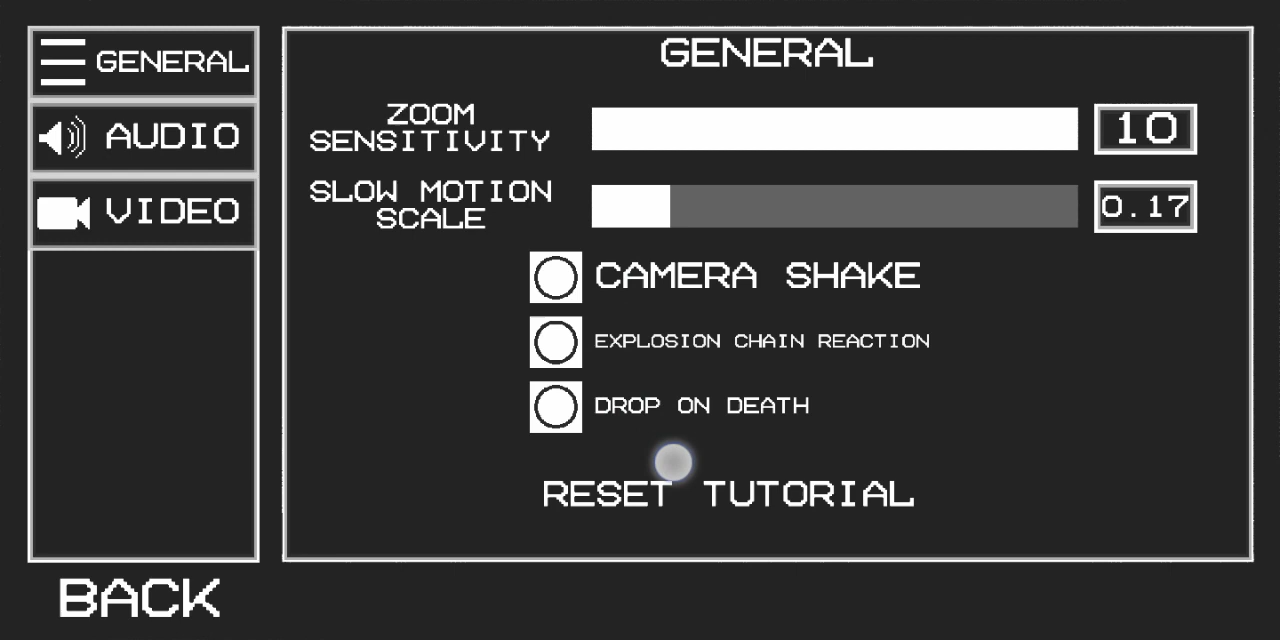 GENERAL
AUDIO
VIDEO
BACK
GENERAL
ZOOM
SENSITIVITY
10
SLOW MOTION
SCALE
0.17
CAMERA SHAKE
EXPLOSION CHAIN REACTION
DROP ON DEATH
RESET TUTORIAL